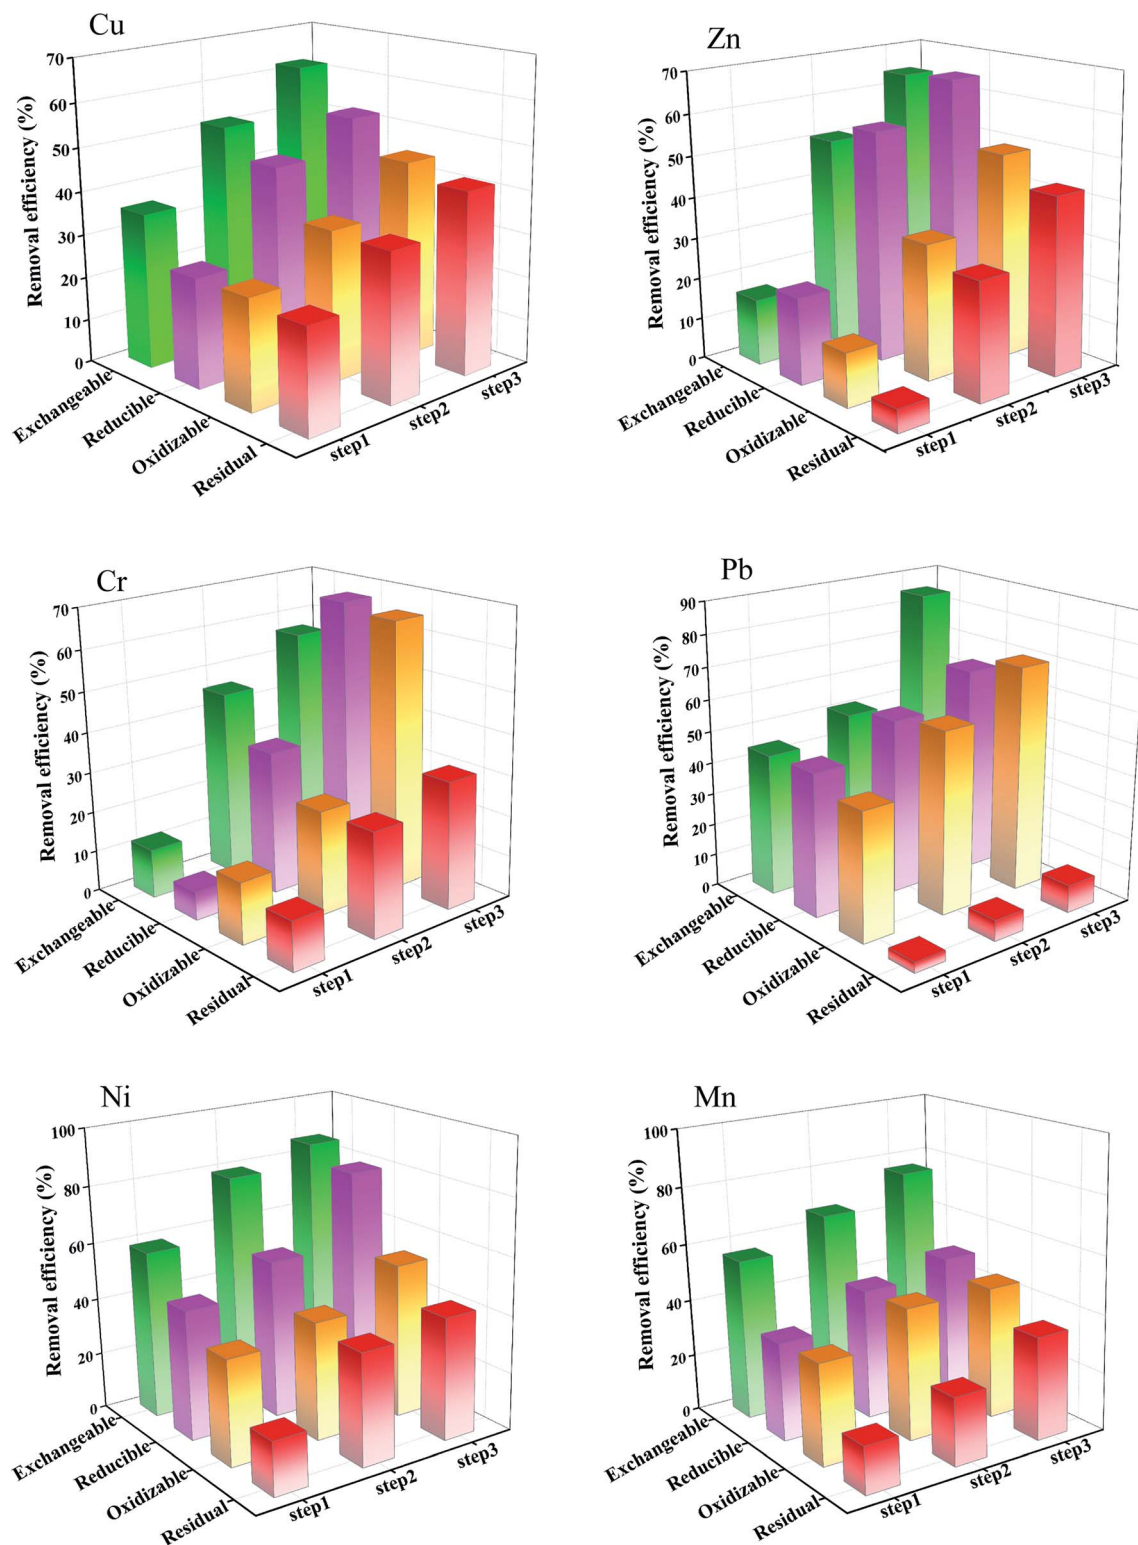 Cu
Removal efficiency (%)
70
60
50
40
30
20
10
0
Exchangeable
Reducible
Oxidizable
Residual
step1
step2
step3
Zn
Removal efficiency (%)
70
60
50
40
30
20
10
0
Exchangeable
Reducible
Oxidizable
Residual
step1
step2
step3
Cr
Removal efficiency (%)
70
60
50
40
30
20
10
0
Exchangeable
Reducible
Oxidizable
Residual
step1
step2
step3
Pb
Removal efficiency (%)
90
80
70
60
50
40
30
20
10
0
Exchangeable
Reducible
Oxidizable
Residual
step1
step2
step3
Ni
Removal efficiency (%)
100
80
60
40
20
0
Exchangeable
Reducible
Oxidizable
Residual
step1
step2
step3
Mn
Removal efficiency (%)
100
80
60
40
20
0
Exchangeable
Reducible
Oxidizable
Residual
step1
step2
step3